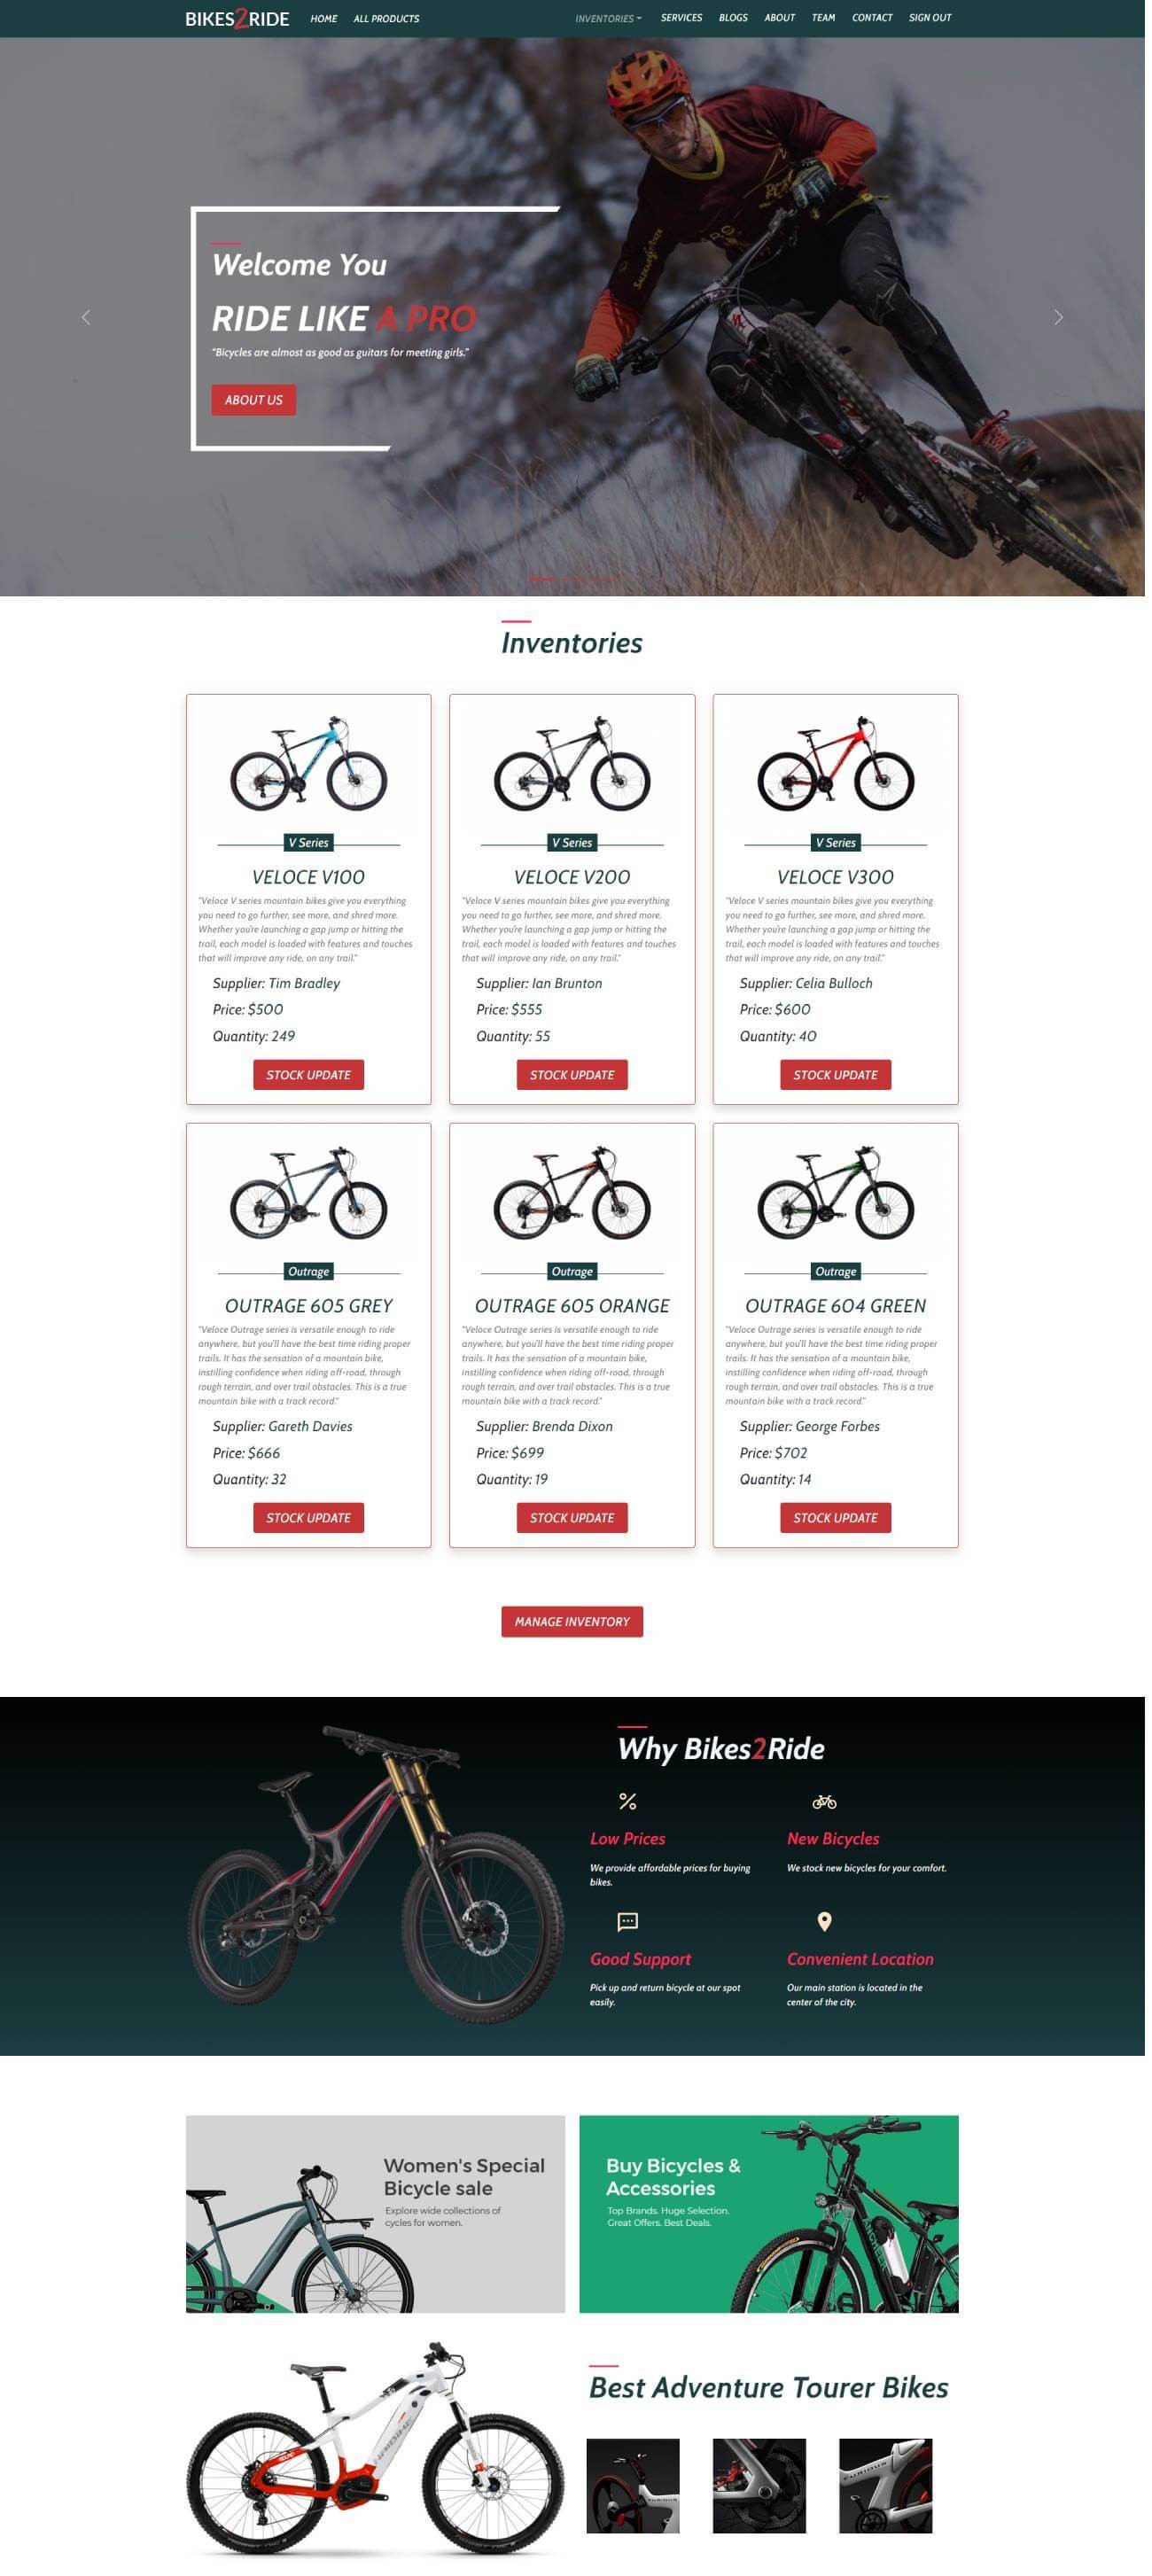 BIKES2RIDE HOME ALL PRODUCTS INVENTORIES SERVICES BLOGS ABOUT TEAM CONTACT SIGN OUT
Welcome You
RIDE LIKE A PRO
"Bicycles are almost as good as guitars for meeting girls."
ABOUT US
Inventories
V Series
VELOCE V100
"Veloce V series mountain bikes give you everything
you need to go further, see more, and shred more.
Whether you're launching a gap jump or hitting the
trail, each model is loaded with features and touches
that will improve any ride, on any trail."
Supplier: Tim Bradley
Price: $500
Quantity: 249
STOCK UPDATE
V Series
VELOCE V200
"Veloce V series mountain bikes give you everything
you need to go further, see more, and shred more.
Whether you're launching a gap jump or hitting the
trail, each model is loaded with features and touches
that will improve any ride, on any trail."
Supplier: Ian Brunton
Price: $555
Quantity: 55
STOCK UPDATE
V Series
VELOCE V300
"Veloce V series mountain bikes give you everything
you need to go further, see more, and shred more.
Whether you're launching a gap jump or hitting the
trail, each model is loaded with features and touches
that will improve any ride, on any trail."
Supplier: Celia Bulloch
Price: $600
Quantity: 40
STOCK UPDATE
Outrage
OUTRAGE 605 GREY
"Veloce Outrage series is versatile enough to ride
anywhere, but you'll have the best time riding proper
trails. It has the sensation of a mountain bike,
instilling confidence when riding off-road, through
rough terrain, and over trail obstacles. This is a true
mountain bike with a track record."
Supplier: Gareth Davies
Price: $666
Quantity: 32
STOCK UPDATE
Outrage
OUTRAGE 605 ORANGE
"Veloce Outrage series is versatile enough to ride
anywhere, but you'll have the best time riding proper
trails. It has the sensation of a mountain bike,
instilling confidence when riding off-road, through
rough terrain, and over trail obstacles. This is a true
mountain bike with a track record."
Supplier: Brenda Dixon
Price: $699
Quantity: 19
STOCK UPDATE
Outrage
OUTRAGE 604 GREEN
"Veloce Outrage series is versatile enough to ride
anywhere, but you'll have the best time riding proper
trails. It has the sensation of a mountain bike,
instilling confidence when riding off-road, through
rough terrain, and over trail obstacles. This is a true
mountain bike with a track record."
Supplier: George Forbes
Price: $702
Quantity: 14
STOCK UPDATE
MANAGE INVENTORY
Why Bikes2Ride
Low Prices
We provide affordable prices for buying
bikes.
New Bicycles
We stock new bicycles for your comfort.
Good Support
Pick up and return bicycle at our spot
easily.
Convenient Location
Our main station is located in the
center of the city.
Women's Special
Bicycle sale
Explore wide collections of
cycles for women.
Buy Bicycles &
Accessories
Top Brands. Huge Selection.
Great Offers. Best Deals.
Best Adventure Tourer Bikes
FURIOUS
FURIOUS